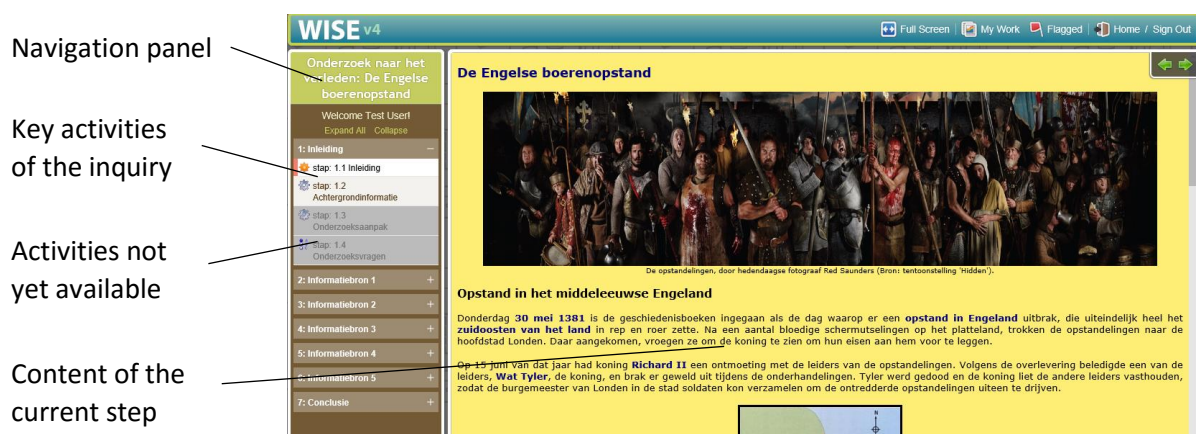 WISE v4
Full Screen | My Work Flagged | Home / Sign Out
Navigation panel
Key activities
of the inquiry
Activities not
yet available
Content of the
current step
Onderzoek naar het
verleden: De Engelse
boerenopstand
Welcome Test User!
Expand All Collapse
1: Inleiding −
stap: 1.1 Inleiding
stap: 1.2
Achtergrondinformatie
stap: 1.3
Onderzoeksaanpak
stap: 1.4
Onderzoeksvragen
2: Informatiebron 1 +
3: Informatiebron 2 +
4: Informatiebron 3 +
5: Informatiebron 4 +
6: Informatiebron 5 +
7: Conclusie +
De Engelse boerenopstand
De opstandelingen, door hedendaagse fotograaf Red Saunders (Bron: tentoonstelling 'Hidden').
Opstand in het middeleeuwse Engeland
Donderdag 30 mei 1381 is de geschiedenisboeken ingegaan als de dag waarop er een opstand in Engeland uitbrak, die uiteindelijk heel het
zuidoosten van het land in rep en roer zette. Na een aantal bloedige schermutselingen op het platteland, trokken de opstandelingen naar de
hoofdstad Londen. Daar aangekomen, vroegen ze om de koning te zien om hun eisen aan hem voor te leggen.
Op 15 juni van dat jaar had koning Richard II een ontmoeting met de leiders van de opstandelingen. Volgens de overlevering beledigde een van de
leiders, Wat Tyler, de koning, en brak er geweld uit tijdens de onderhandelingen. Tyler werd gedood en de koning liet de andere leiders vasthouden,
zodat de burgemeester van Londen in de stad soldaten kon verzamelen om de ontredderde opstandelingen uiteen te drijven.
N